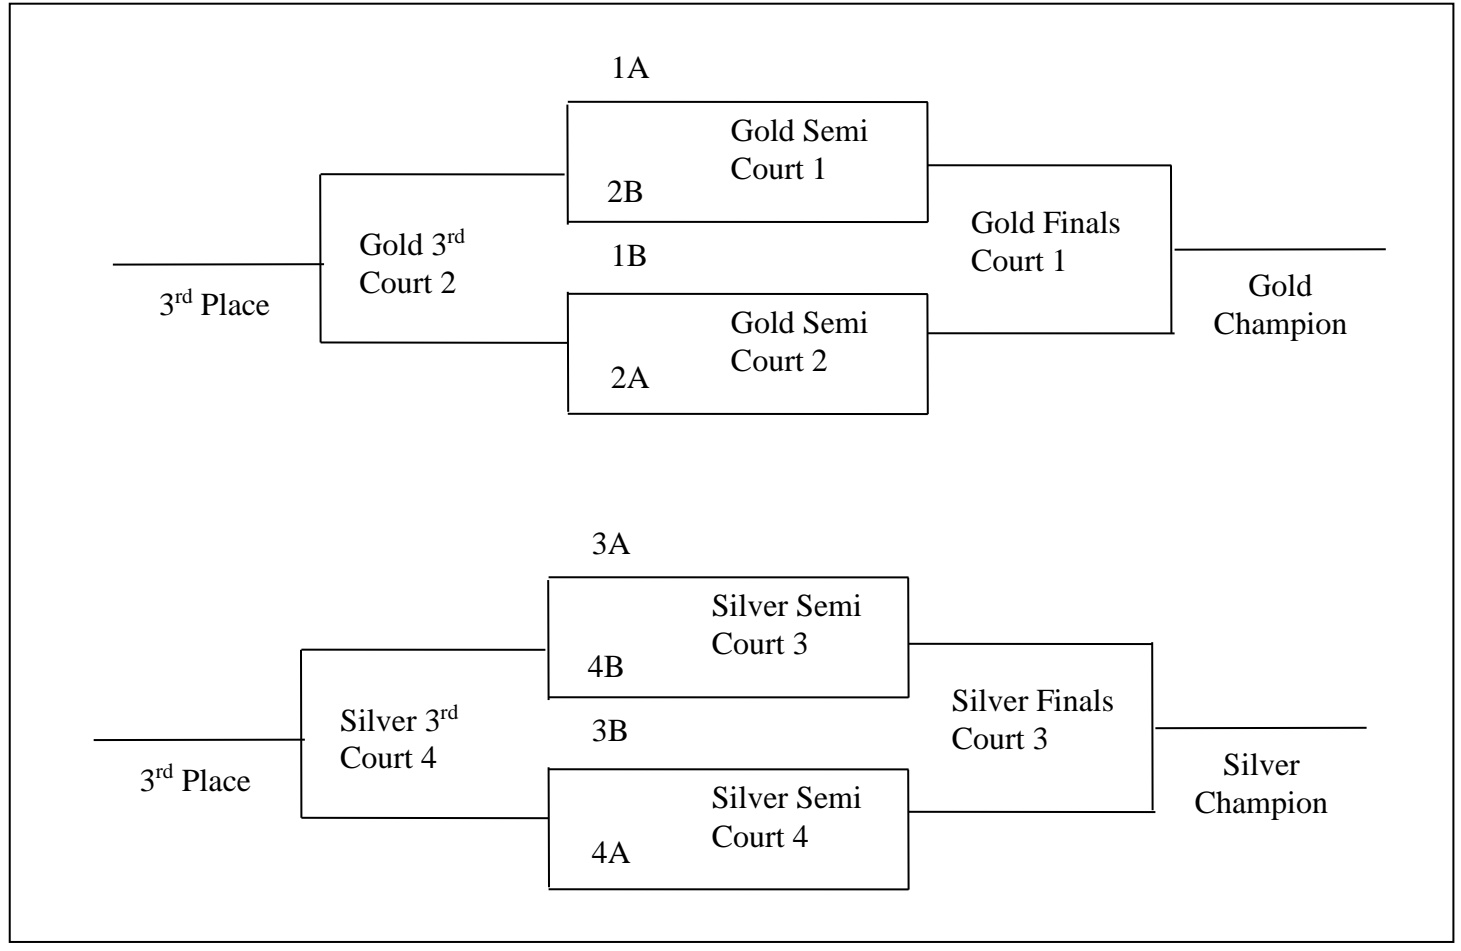 1A
Gold Semi
Court 1
2B
Gold 3rd
Court 2
1B
Gold Finals
Court 1
3rd Place
Gold
Champion
Gold Semi
Court 2
2A
3A
Silver Semi
Court 3
4B
Silver 3rd
Court 4
3B
Silver Finals
Court 3
3rd Place
Silver
Champion
Silver Semi
Court 4
4A